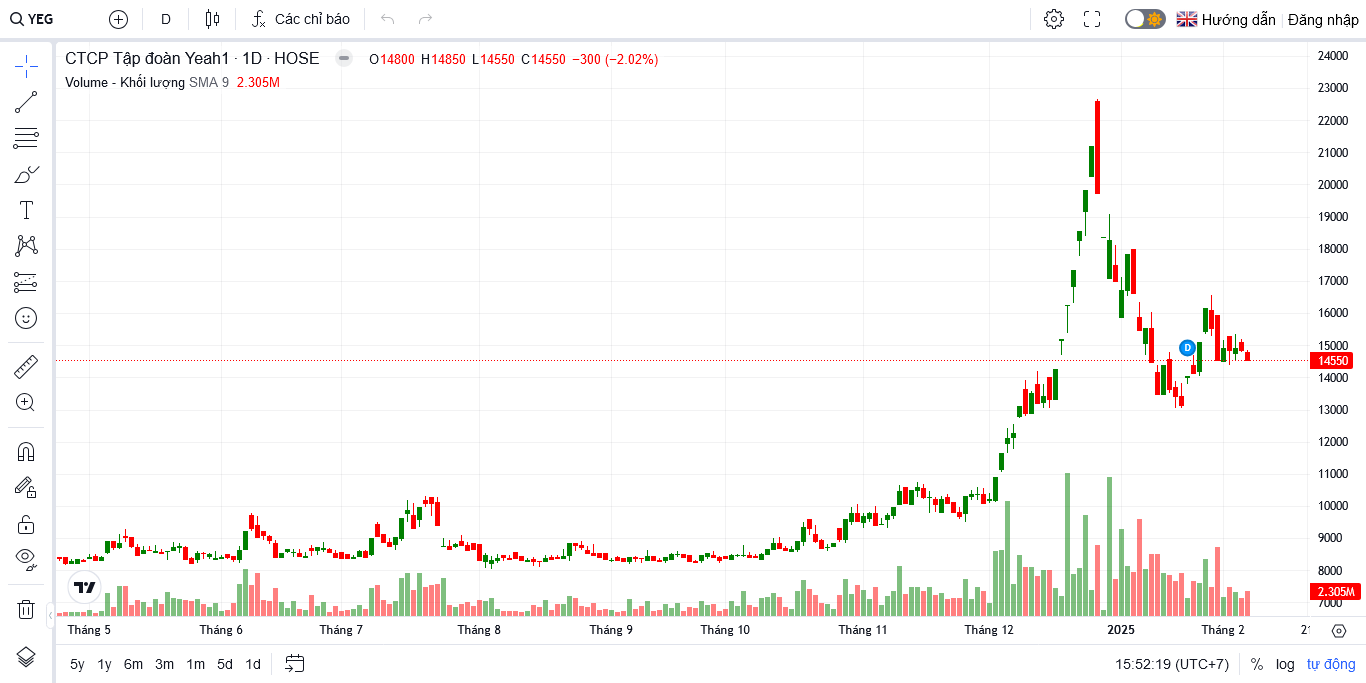 YEG D Các chỉ báo Hướng dẫn Đăng nhập
CTCP Tập đoàn Yeah1 · 1D · HOSE O14800 H14850 L14550 C14550 −300 (−2.02%)
Volume - Khối lượng SMA 9 2.305M
24000
23000
22000
21000
20000
19000
18000
17000
16000
15000
D
14550
14000
13000
12000
11000
10000
9000
8000
2.305M
7000
Tháng 5 Tháng 6 Tháng 7 Tháng 8 Tháng 9 Tháng 10 Tháng 11 Tháng 12 2025 Tháng 2
5y 1y 6m 3m 1m 5d 1d 15:52:19 (UTC+7) % log tự động